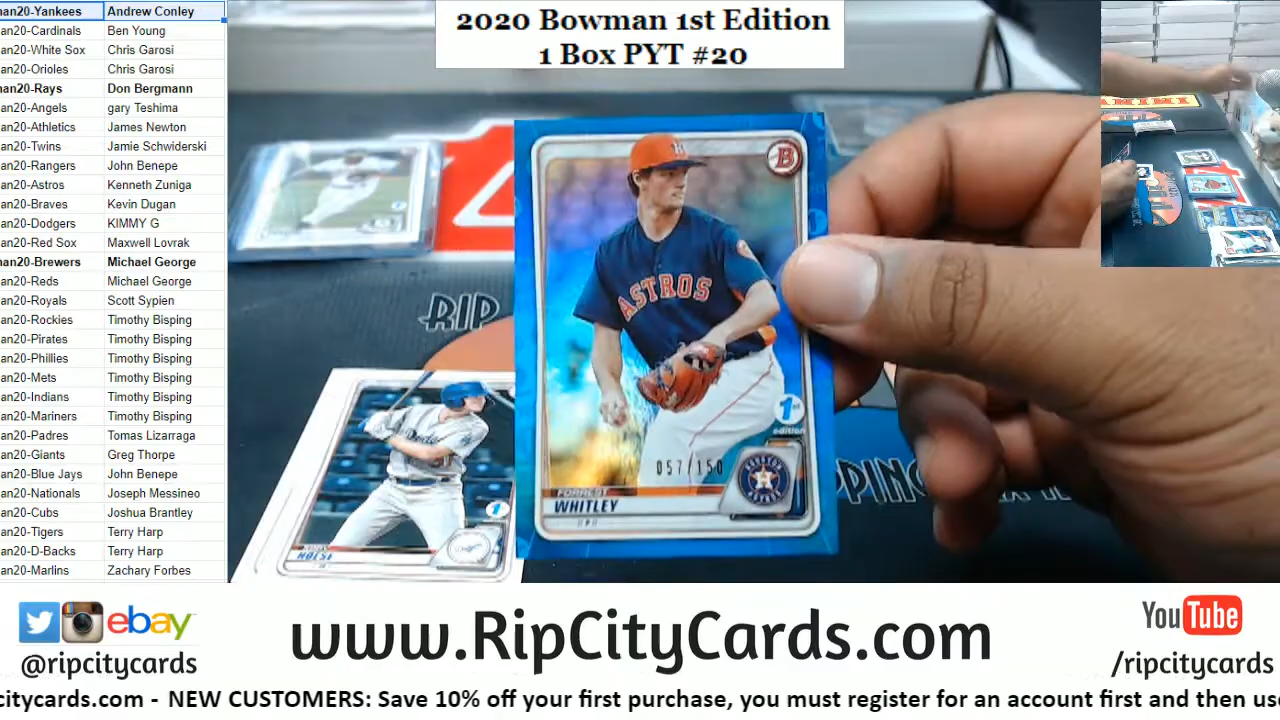 2020 Bowman 1st Edition
1 Box PYT #20
an20-Yankees Andrew Conley
an20-Cardinals Ben Young
an20-White Sox Chris Garosi
an20-Orioles Chris Garosi
an20-Rays Don Bergmann
an20-Angels gary Teshima
an20-Athletics James Newton
an20-Twins Jamie Schwiderski
an20-Rangers John Benepe
an20-Astros Kenneth Zuniga
an20-Braves Kevin Dugan
an20-Dodgers KIMMY G
an20-Red Sox Maxwell Lovrak
an20-Brewers Michael George
an20-Reds Michael George
an20-Royals Scott Sypien
an20-Rockies Timothy Bisping
an20-Pirates Timothy Bisping
an20-Phillies Timothy Bisping
an20-Mets Timothy Bisping
an20-Indians Timothy Bisping
an20-Mariners Timothy Bisping
an20-Padres Tomas Lizarraga
an20-Giants Greg Thorpe
an20-Blue Jays John Benepe
an20-Nationals Joseph Messineo
an20-Cubs Joshua Brantley
an20-Tigers Terry Harp
an20-D-Backs Terry Harp
an20-Marlins Zachary Forbes
B
ASTROS
1st
edition
057/150
FORREST
WHITLEY
RIP
1st
PANINI
ebay
@ripcitycards
www.RipCityCards.com
YouTube
/ripcitycards
citycards.com - NEW CUSTOMERS: Save 10% off your first purchase, you must register for an account first and then use